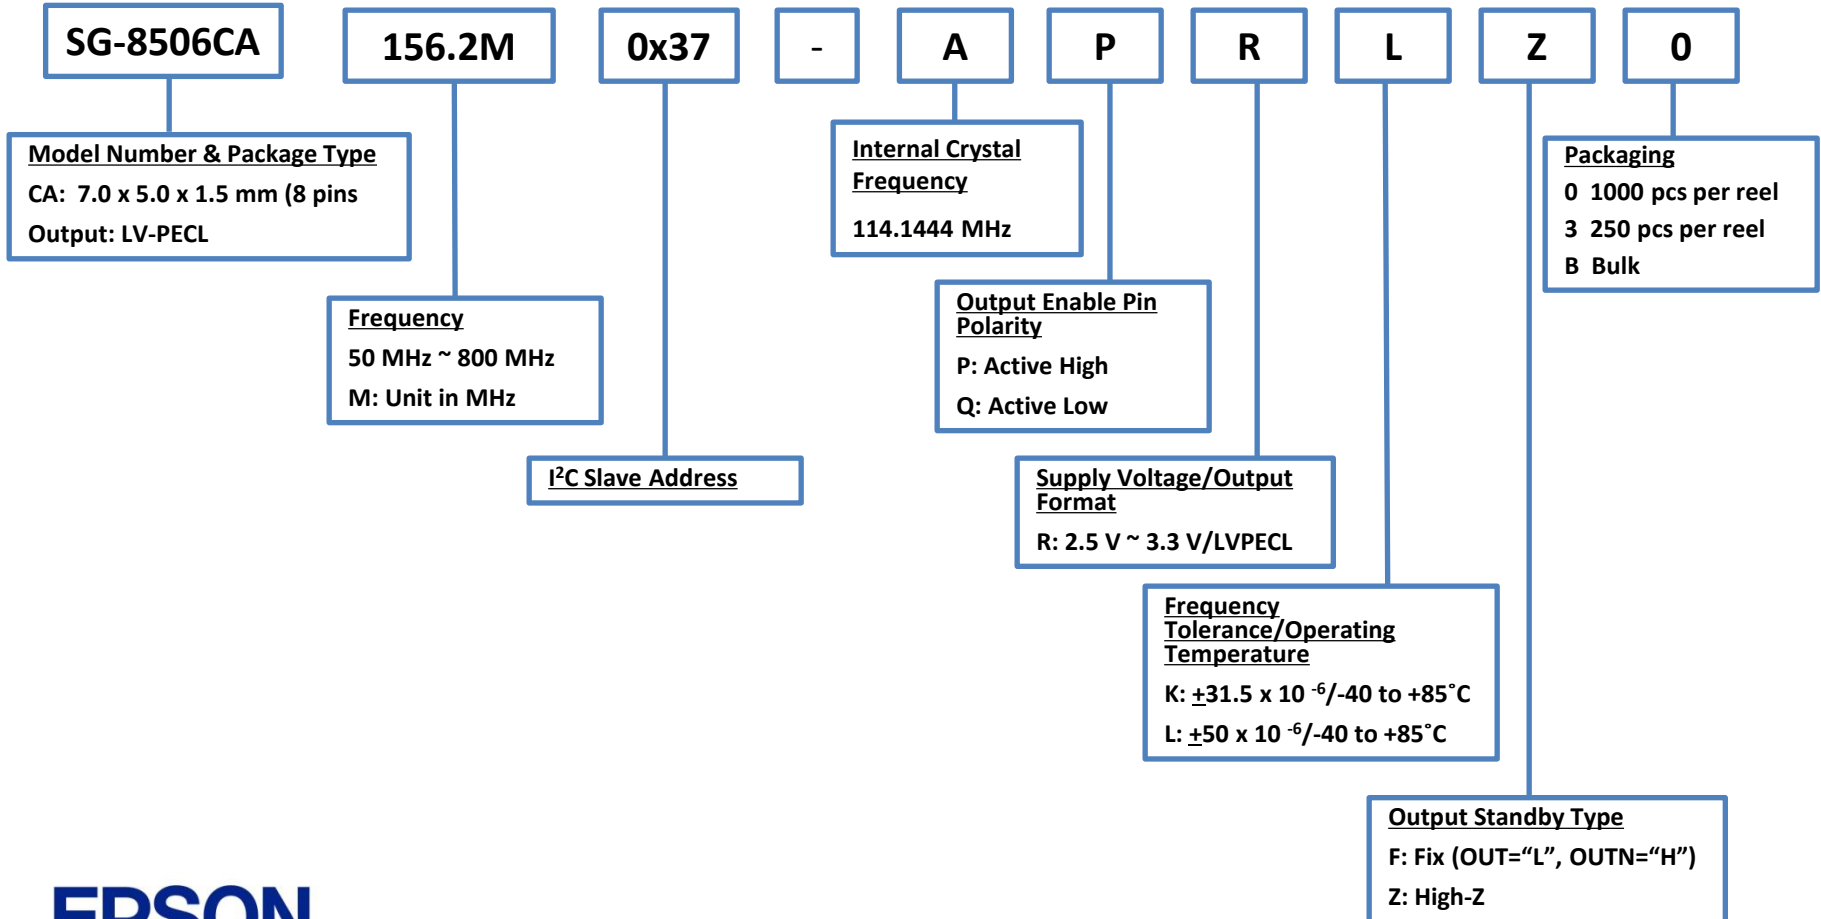 SG-8506CA 156.2M 0x37 - A P R L Z 0
Model Number & Package Type
CA: 7.0 x 5.0 x 1.5 mm (8 pins
Output: LV-PECL
Frequency
50 MHz ~ 800 MHz
M: Unit in MHz
I²C Slave Address
Internal Crystal
Frequency
114.1444 MHz
Output Enable Pin
Polarity
P: Active High
Q: Active Low
Supply Voltage/Output
Format
R: 2.5 V ~ 3.3 V/LVPECL
Frequency
Tolerance/Operating
Temperature
K: ±31.5 x 10 ⁻⁶/-40 to +85˚C
L: ±50 x 10 ⁻⁶/-40 to +85˚C
Output Standby Type
F: Fix (OUT=“L”, OUTN=“H”)
Z: High-Z
Packaging
0 1000 pcs per reel
3 250 pcs per reel
B Bulk
EPSON